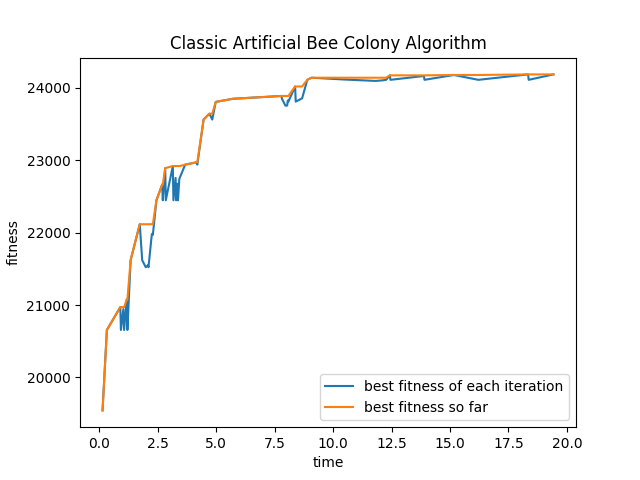 Classic Artificial Bee Colony Algorithm
fitness
24000
23000
22000
21000
20000
best fitness of each iteration
best fitness so far
0.0 2.5 5.0 7.5 10.0 12.5 15.0 17.5 20.0
time